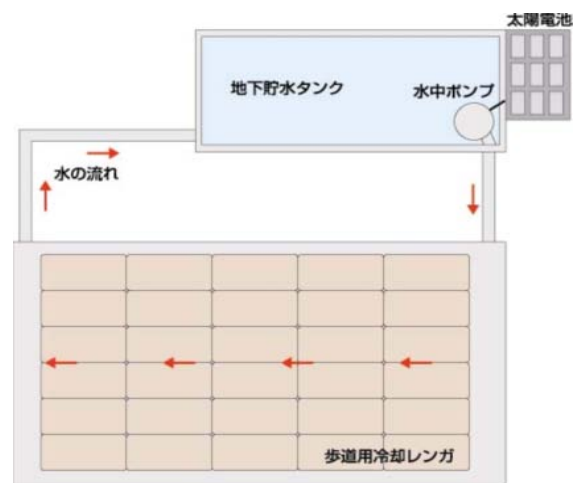 太陽電池
地下貯水タンク
水中ポンプ
水の流れ
歩道用冷却レンガ